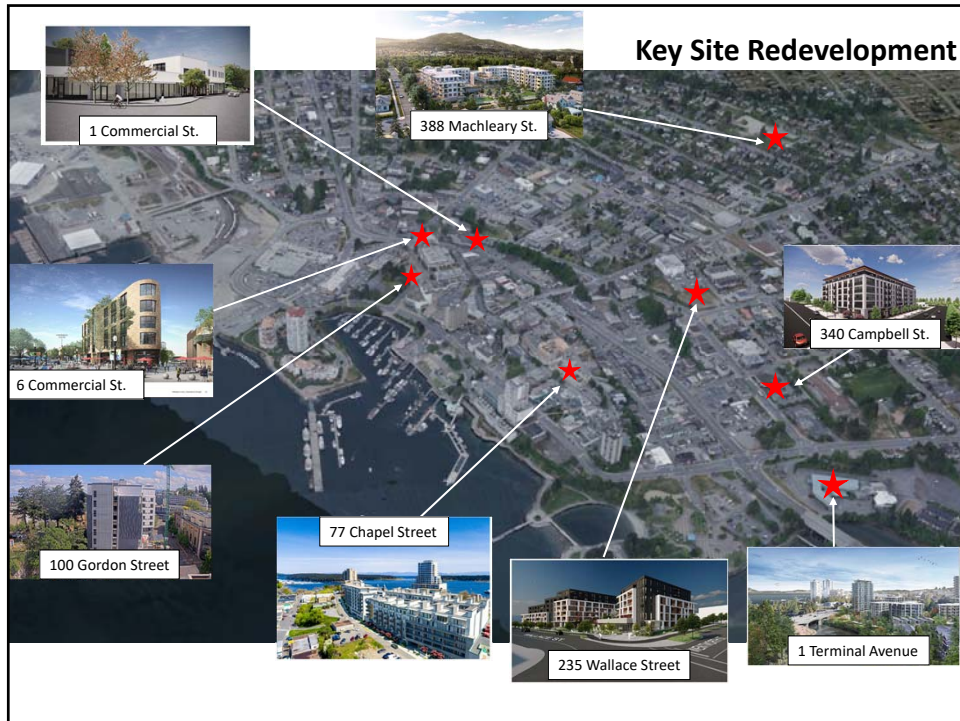 Key Site Redevelopment
1 Commercial St.
388 Machleary St.
340 Campbell St.
6 Commercial St.
100 Gordon Street
77 Chapel Street
235 Wallace Street
1 Terminal Avenue